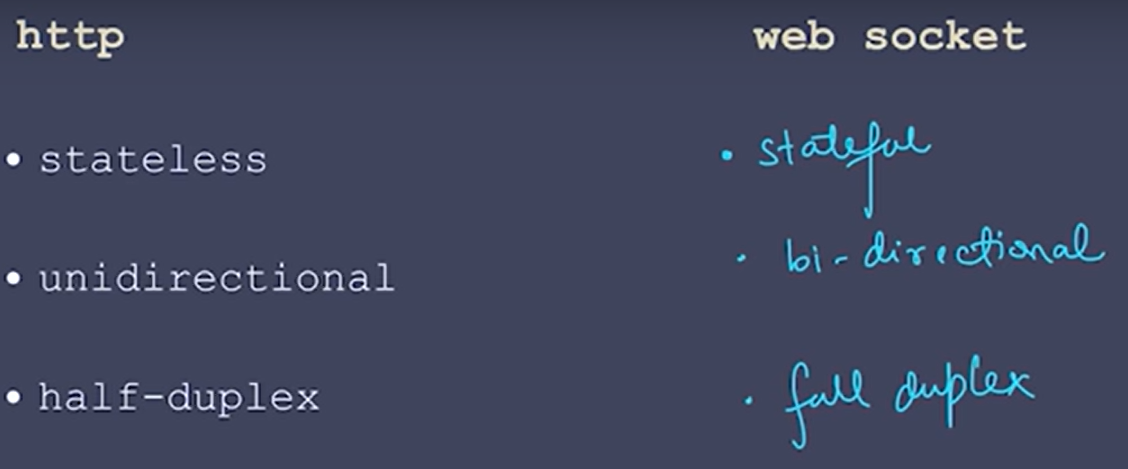 http
web socket
• stateless
• stateful
• unidirectional
• bi-directional
• half-duplex
• full duplex